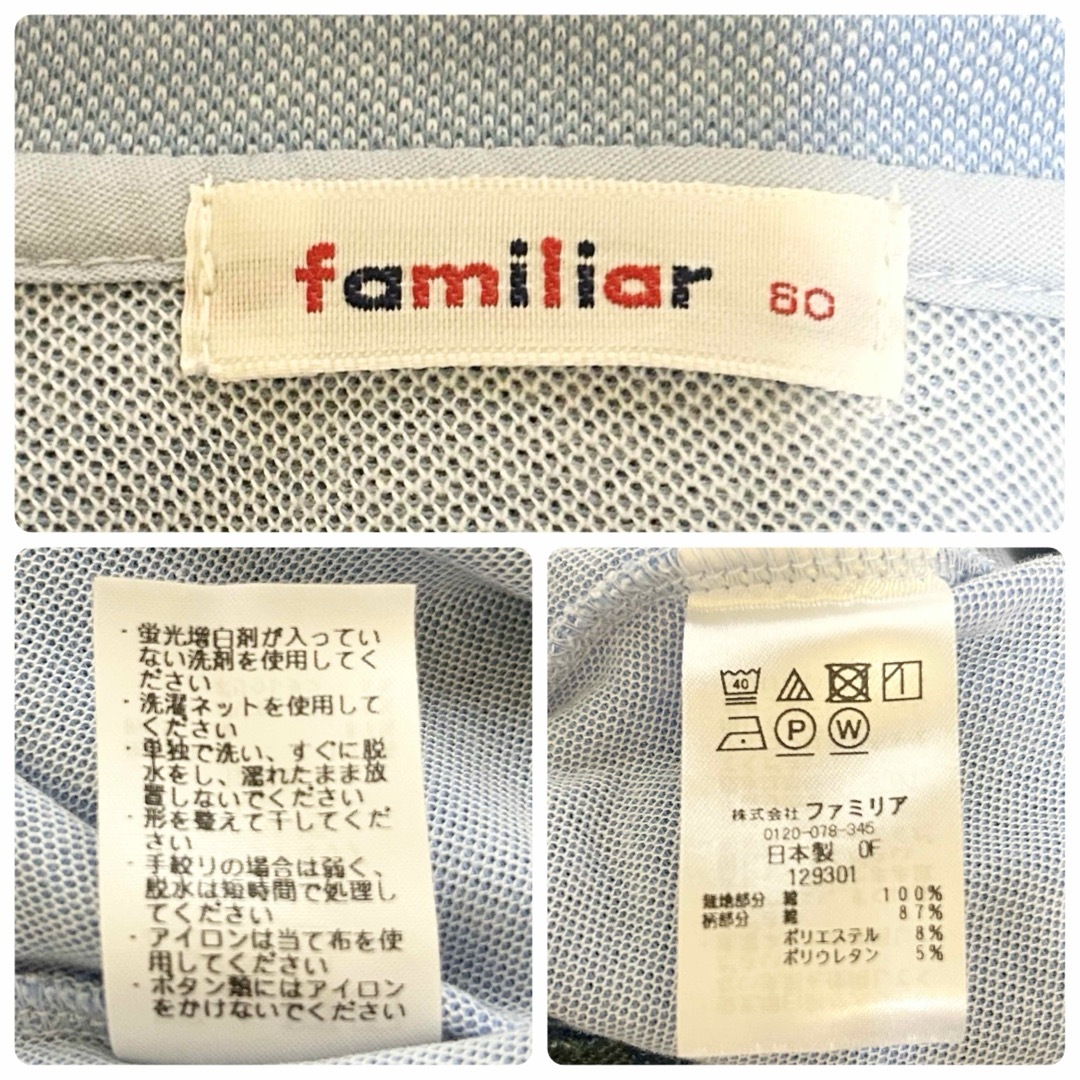 familiar 80
・蛍光増白剤が入ってい
ない洗剤を使用してく
ださい
・洗濯ネットを使用して
ください
・単独で洗い、すぐに脱
水をし、濡れたまま放
置しないでください
・形を整えて干してくだ
さい
・手絞りの場合は弱く、
脱水は短時間で処理し
てください
・アイロンは当て布を使
用してください
・ボタン類にはアイロン
をかけないでください
40
P W
株式会社 ファミリア
0120-078-345
日本製 OF
129301
無地部分 綿 100%
柄部分 綿 87%
ポリエステル 8%
ポリウレタン 5%